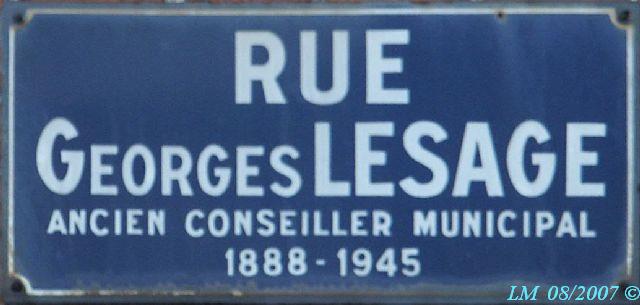 RUE
GEORGES LESAGE
ANCIEN CONSEILLER MUNICIPAL
1888 - 1945
LM 08/2007 ©